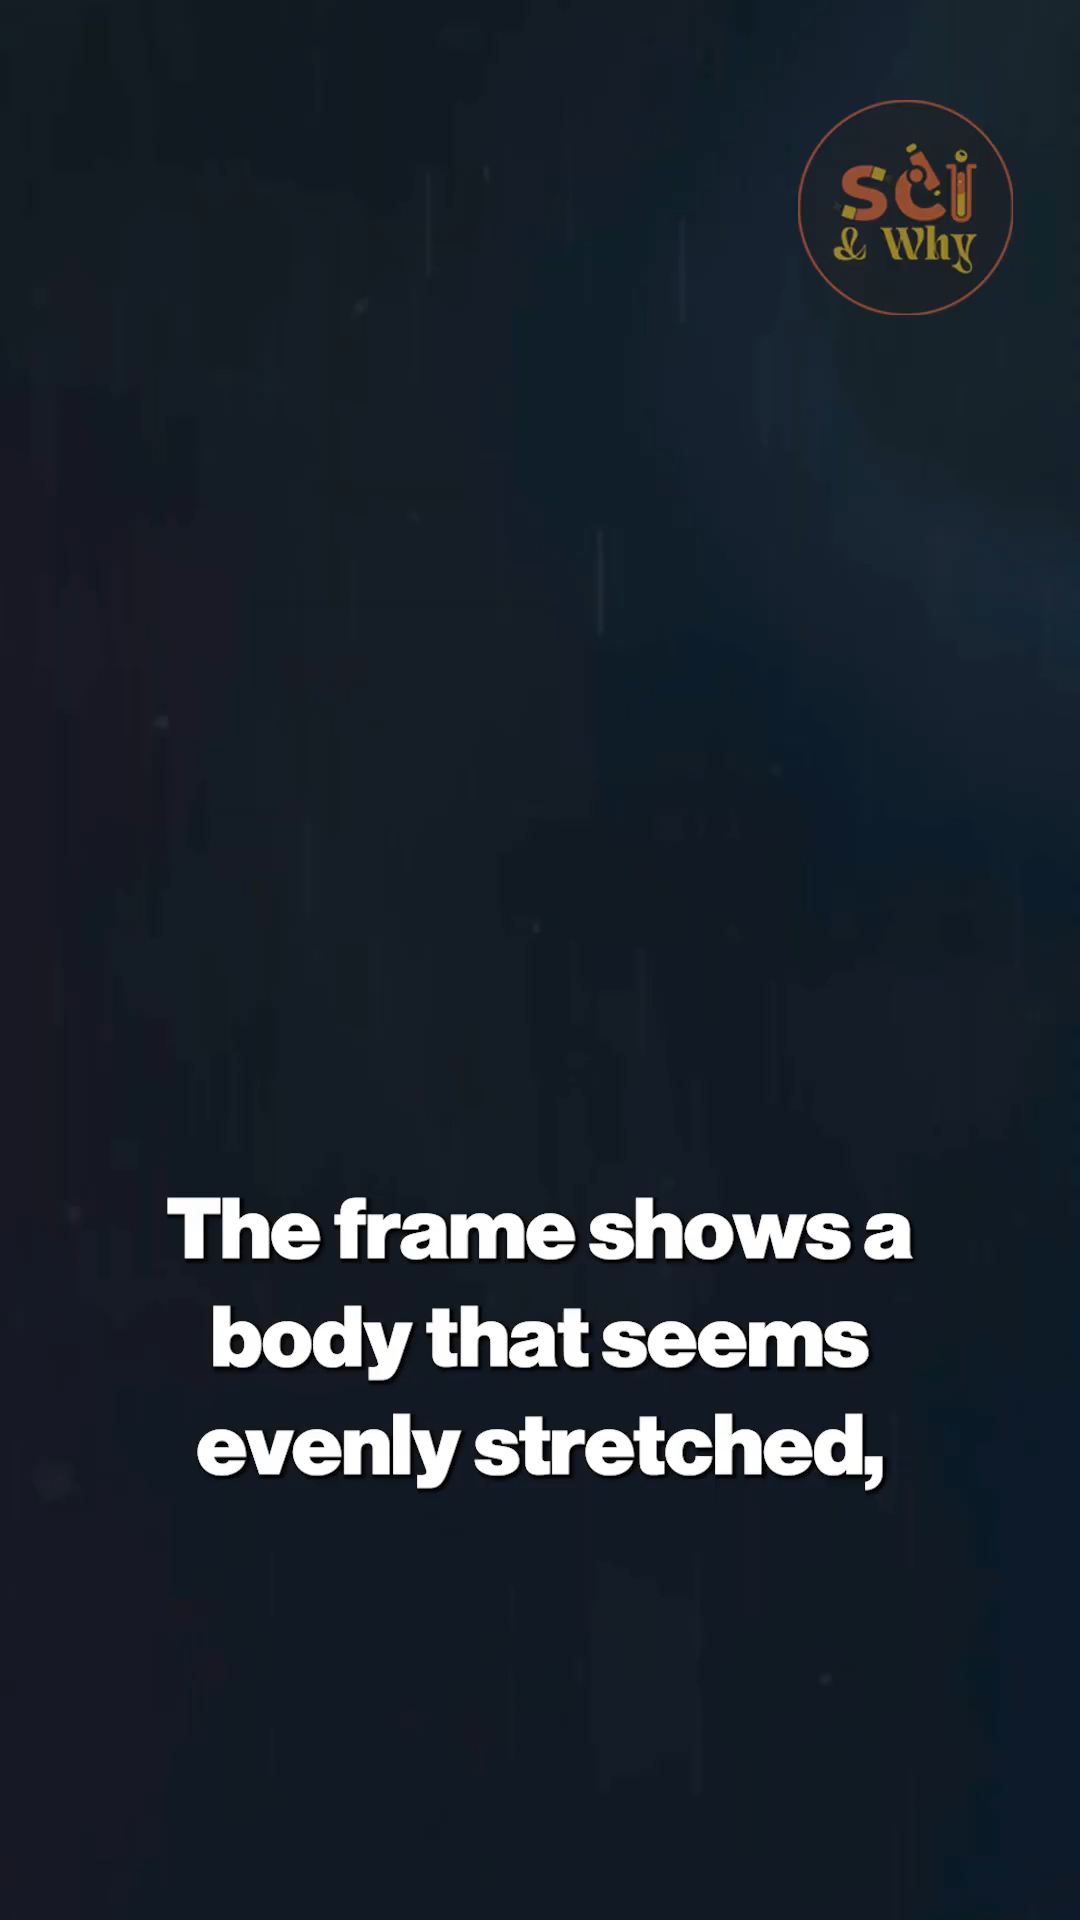 sci
& Why
The frame shows a
body that seems
evenly stretched,